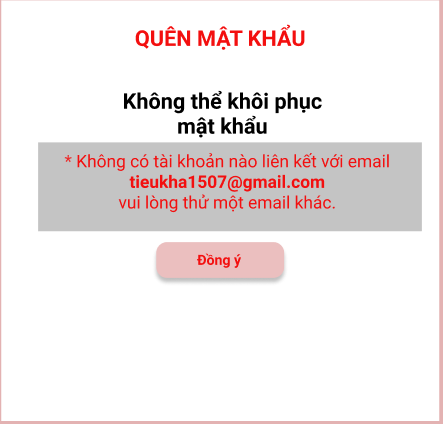 QUÊN MẬT KHẨU
Không thể khôi phục
mật khẩu
* Không có tài khoản nào liên kết với email
tieukha1507@gmail.com
vui lòng thử một email khác.
Đồng ý